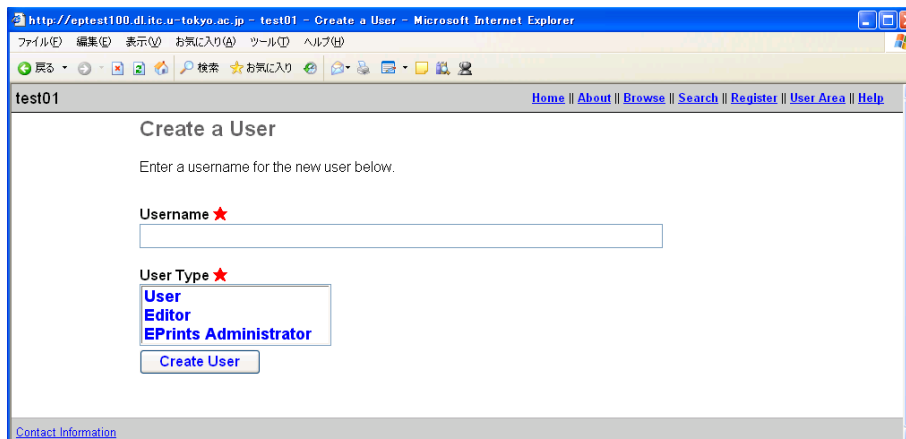 http://eptest100.dl.itc.u-tokyo.ac.jp - test01 - Create a User - Microsoft Internet Explorer
ファイル(F) 編集(E) 表示(V) お気に入り(A) ツール(T) ヘルプ(H)
戻る 検索 お気に入り
test01 Home || About || Browse || Search || Register || User Area || Help
Create a User
Enter a username for the new user below.
Username
User Type
User
Editor
EPrints Administrator
Create User
Contact Information